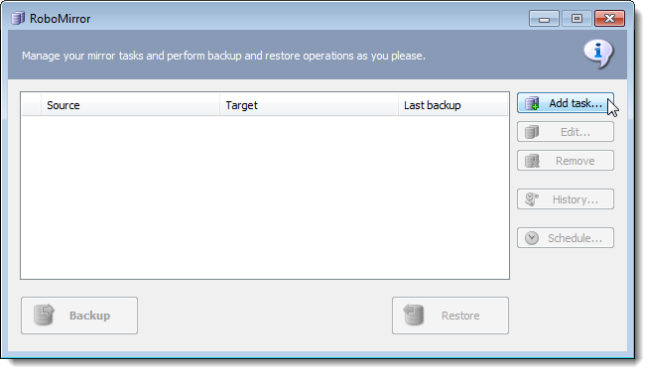 RoboMirror
Manage your mirror tasks and perform backup and restore operations as you please.
Source Target Last backup
Add task...
Edit...
Remove
History...
Schedule...
Backup Restore